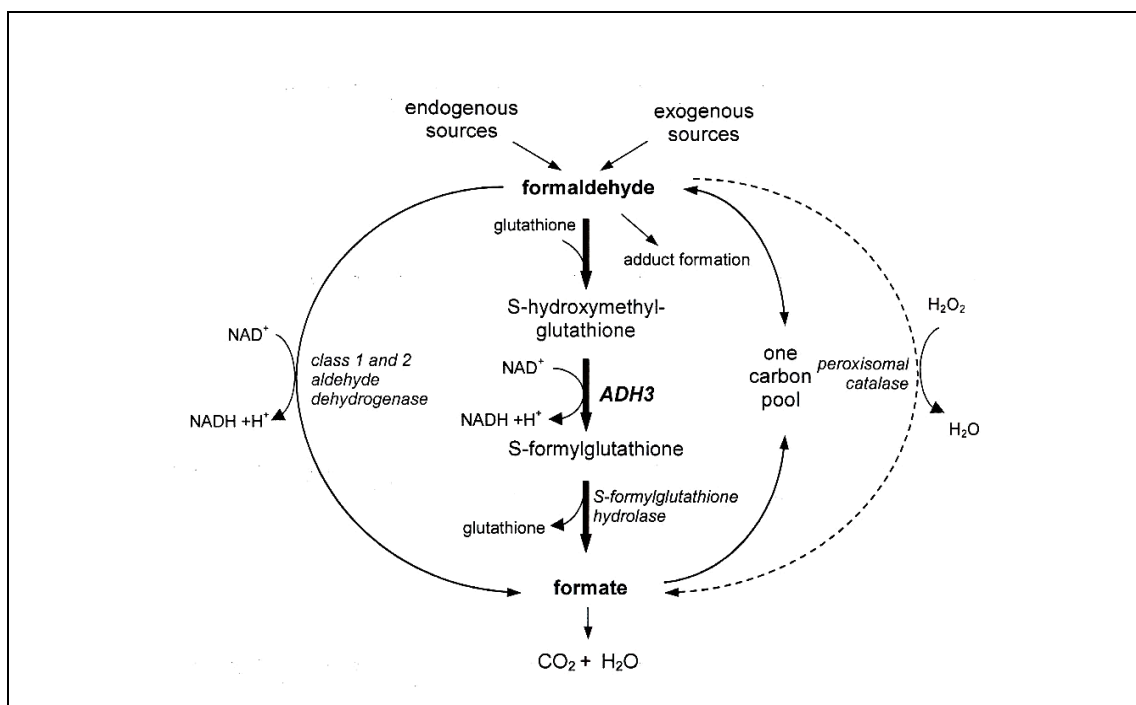 endogenous
sources
exogenous
sources
formaldehyde
glutathione
adduct formation
S-hydroxymethyl-
glutathione
H₂O₂
NAD⁺
class 1 and 2
aldehyde
dehydrogenase
NADH +H⁺
NAD⁺
ADH3
NADH +H⁺
one
carbon
pool
peroxisomal
catalase
H₂O
S-formylglutathione
S-formylglutathione
hydrolase
glutathione
formate
CO₂ + H₂O